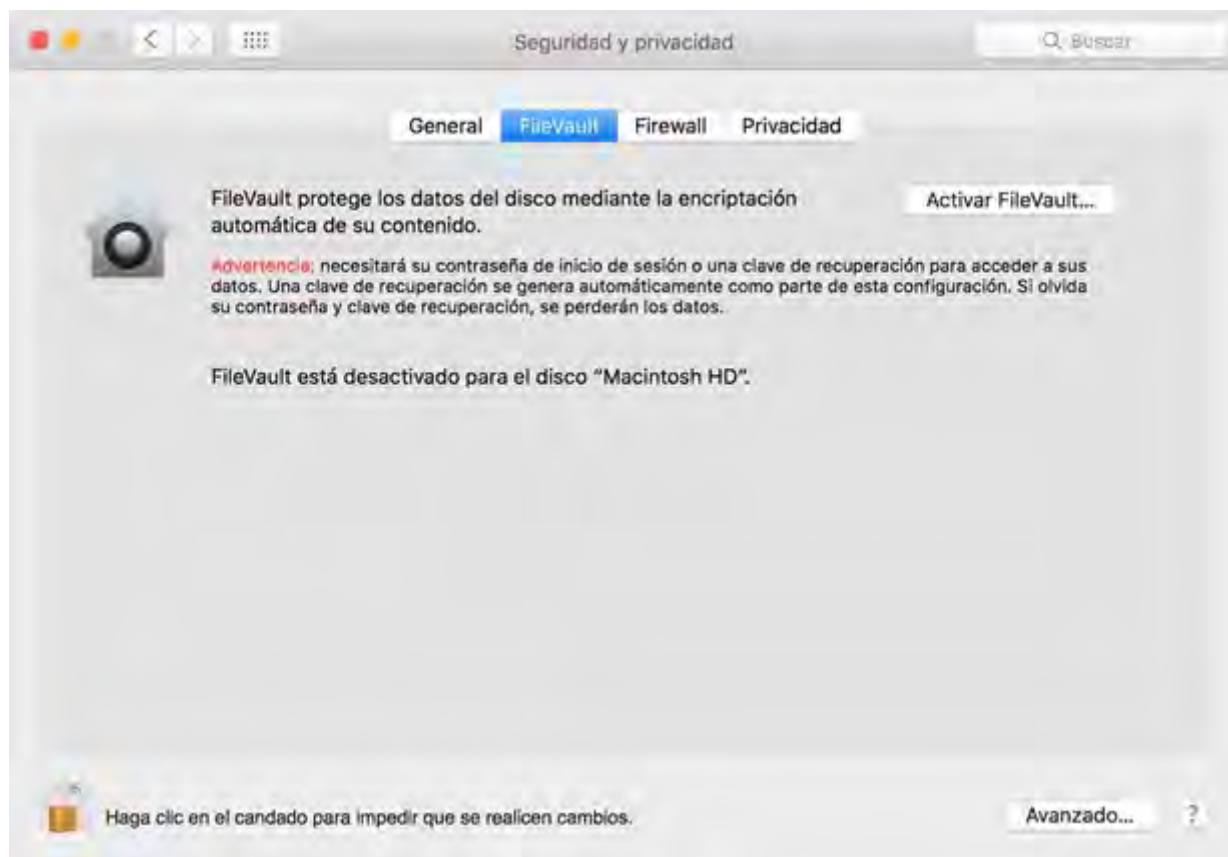 Seguridad y privacidad
Buscar
General FileVault Firewall Privacidad
FileVault protege los datos del disco mediante la encriptación
Activar FileVault...
automática de su contenido.
Advertencia: necesitará su contraseña de inicio de sesión o una clave de recuperación para acceder a sus
datos. Una clave de recuperación se genera automáticamente como parte de esta configuración. Si olvida
su contraseña y clave de recuperación, se perderán los datos.
FileVault está desactivado para el disco “Macintosh HD”.
Haga clic en el candado para impedir que se realicen cambios.
Avanzado... ?